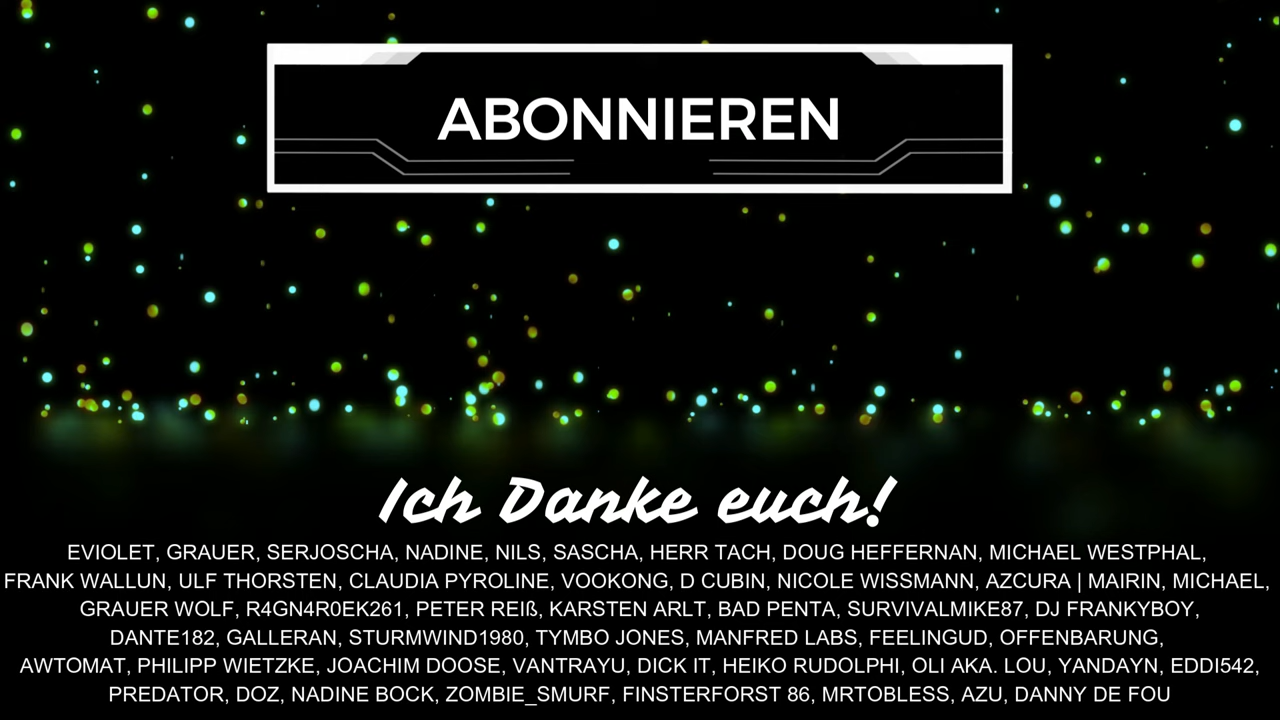 ABONNIEREN
Ich Danke euch!
EVIOLET, GRAUER, SERJOSCHA, NADINE, NILS, SASCHA, HERR TACH, DOUG HEFFERNAN, MICHAEL WESTPHAL,
FRANK WALLUN, ULF THORSTEN, CLAUDIA PYROLINE, VOOKONG, D CUBIN, NICOLE WISSMANN, AZCURA | MAIRIN, MICHAEL,
GRAUER WOLF, R4GN4R0EK261, PETER REIß, KARSTEN ARLT, BAD PENTA, SURVIVALMIKE87, DJ FRANKYBOY,
DANTE182, GALLERAN, STURMWIND1980, TYMBO JONES, MANFRED LABS, FEELINGUD, OFFENBARUNG,
AWTOMAT, PHILIPP WIETZKE, JOACHIM DOOSE, VANTRAYU, DICK IT, HEIKO RUDOLPHI, OLI AKA. LOU, YANDAYN, EDDI542,
PREDATOR, DOZ, NADINE BOCK, ZOMBIE_SMURF, FINSTERFORST 86, MRTOBLESS, AZU, DANNY DE FOU